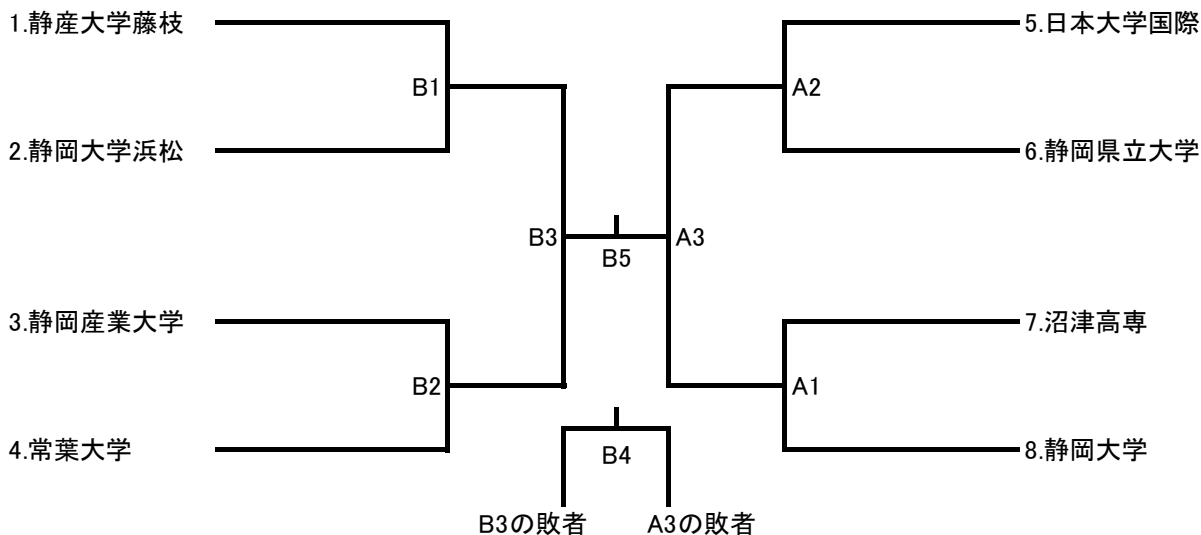 1.静産大学藤枝
5.日本大学国際
B1
A2
2.静岡大学浜松
6.静岡県立大学
B3
A3
B5
3.静岡産業大学
7.沼津高専
B2
A1
4.常葉大学
8.静岡大学
B4
B3の敗者
A3の敗者